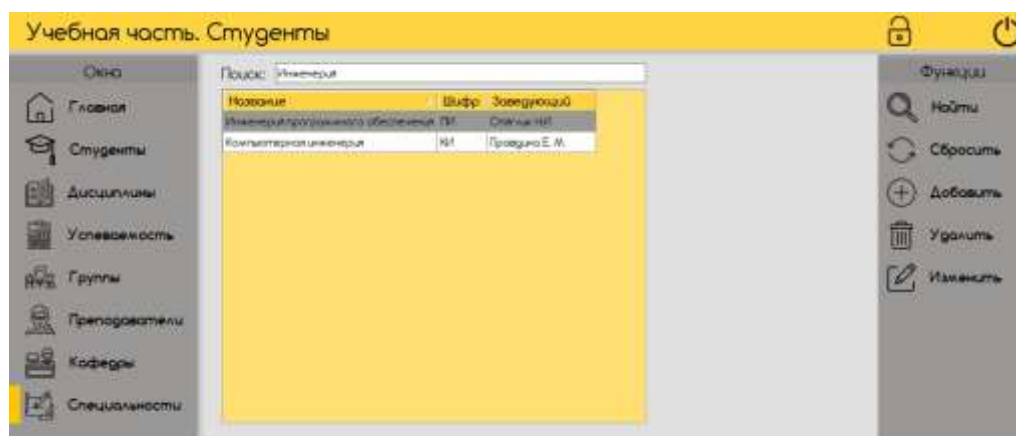 Учебная часть. Студенты
Окна
Главная
Студенты
Дисциплины
Успеваемость
Группы
Преподаватели
Кафедры
Специальности
Поиск: Инженерия
Название Шифр Заведующий
Инженерия программного обеспечения ПИ
Компьютерная инженерия КИ Правдина Е. М.
Функции
Найти
Сбросить
Добавить
Удалить
Изменить